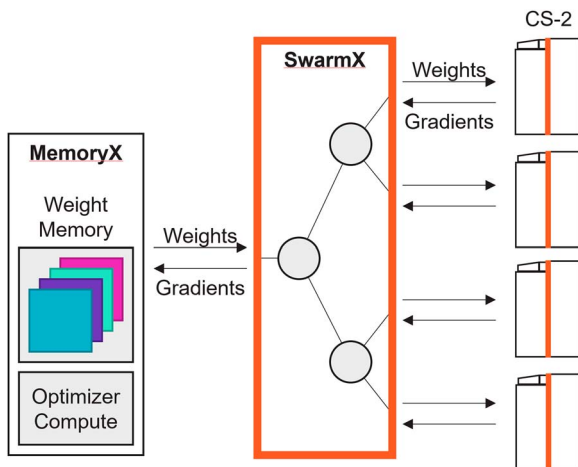 CS-2
SwarmX
Weights
Gradients
MemoryX
Weight
Memory
Weights
Gradients
Optimizer
Compute